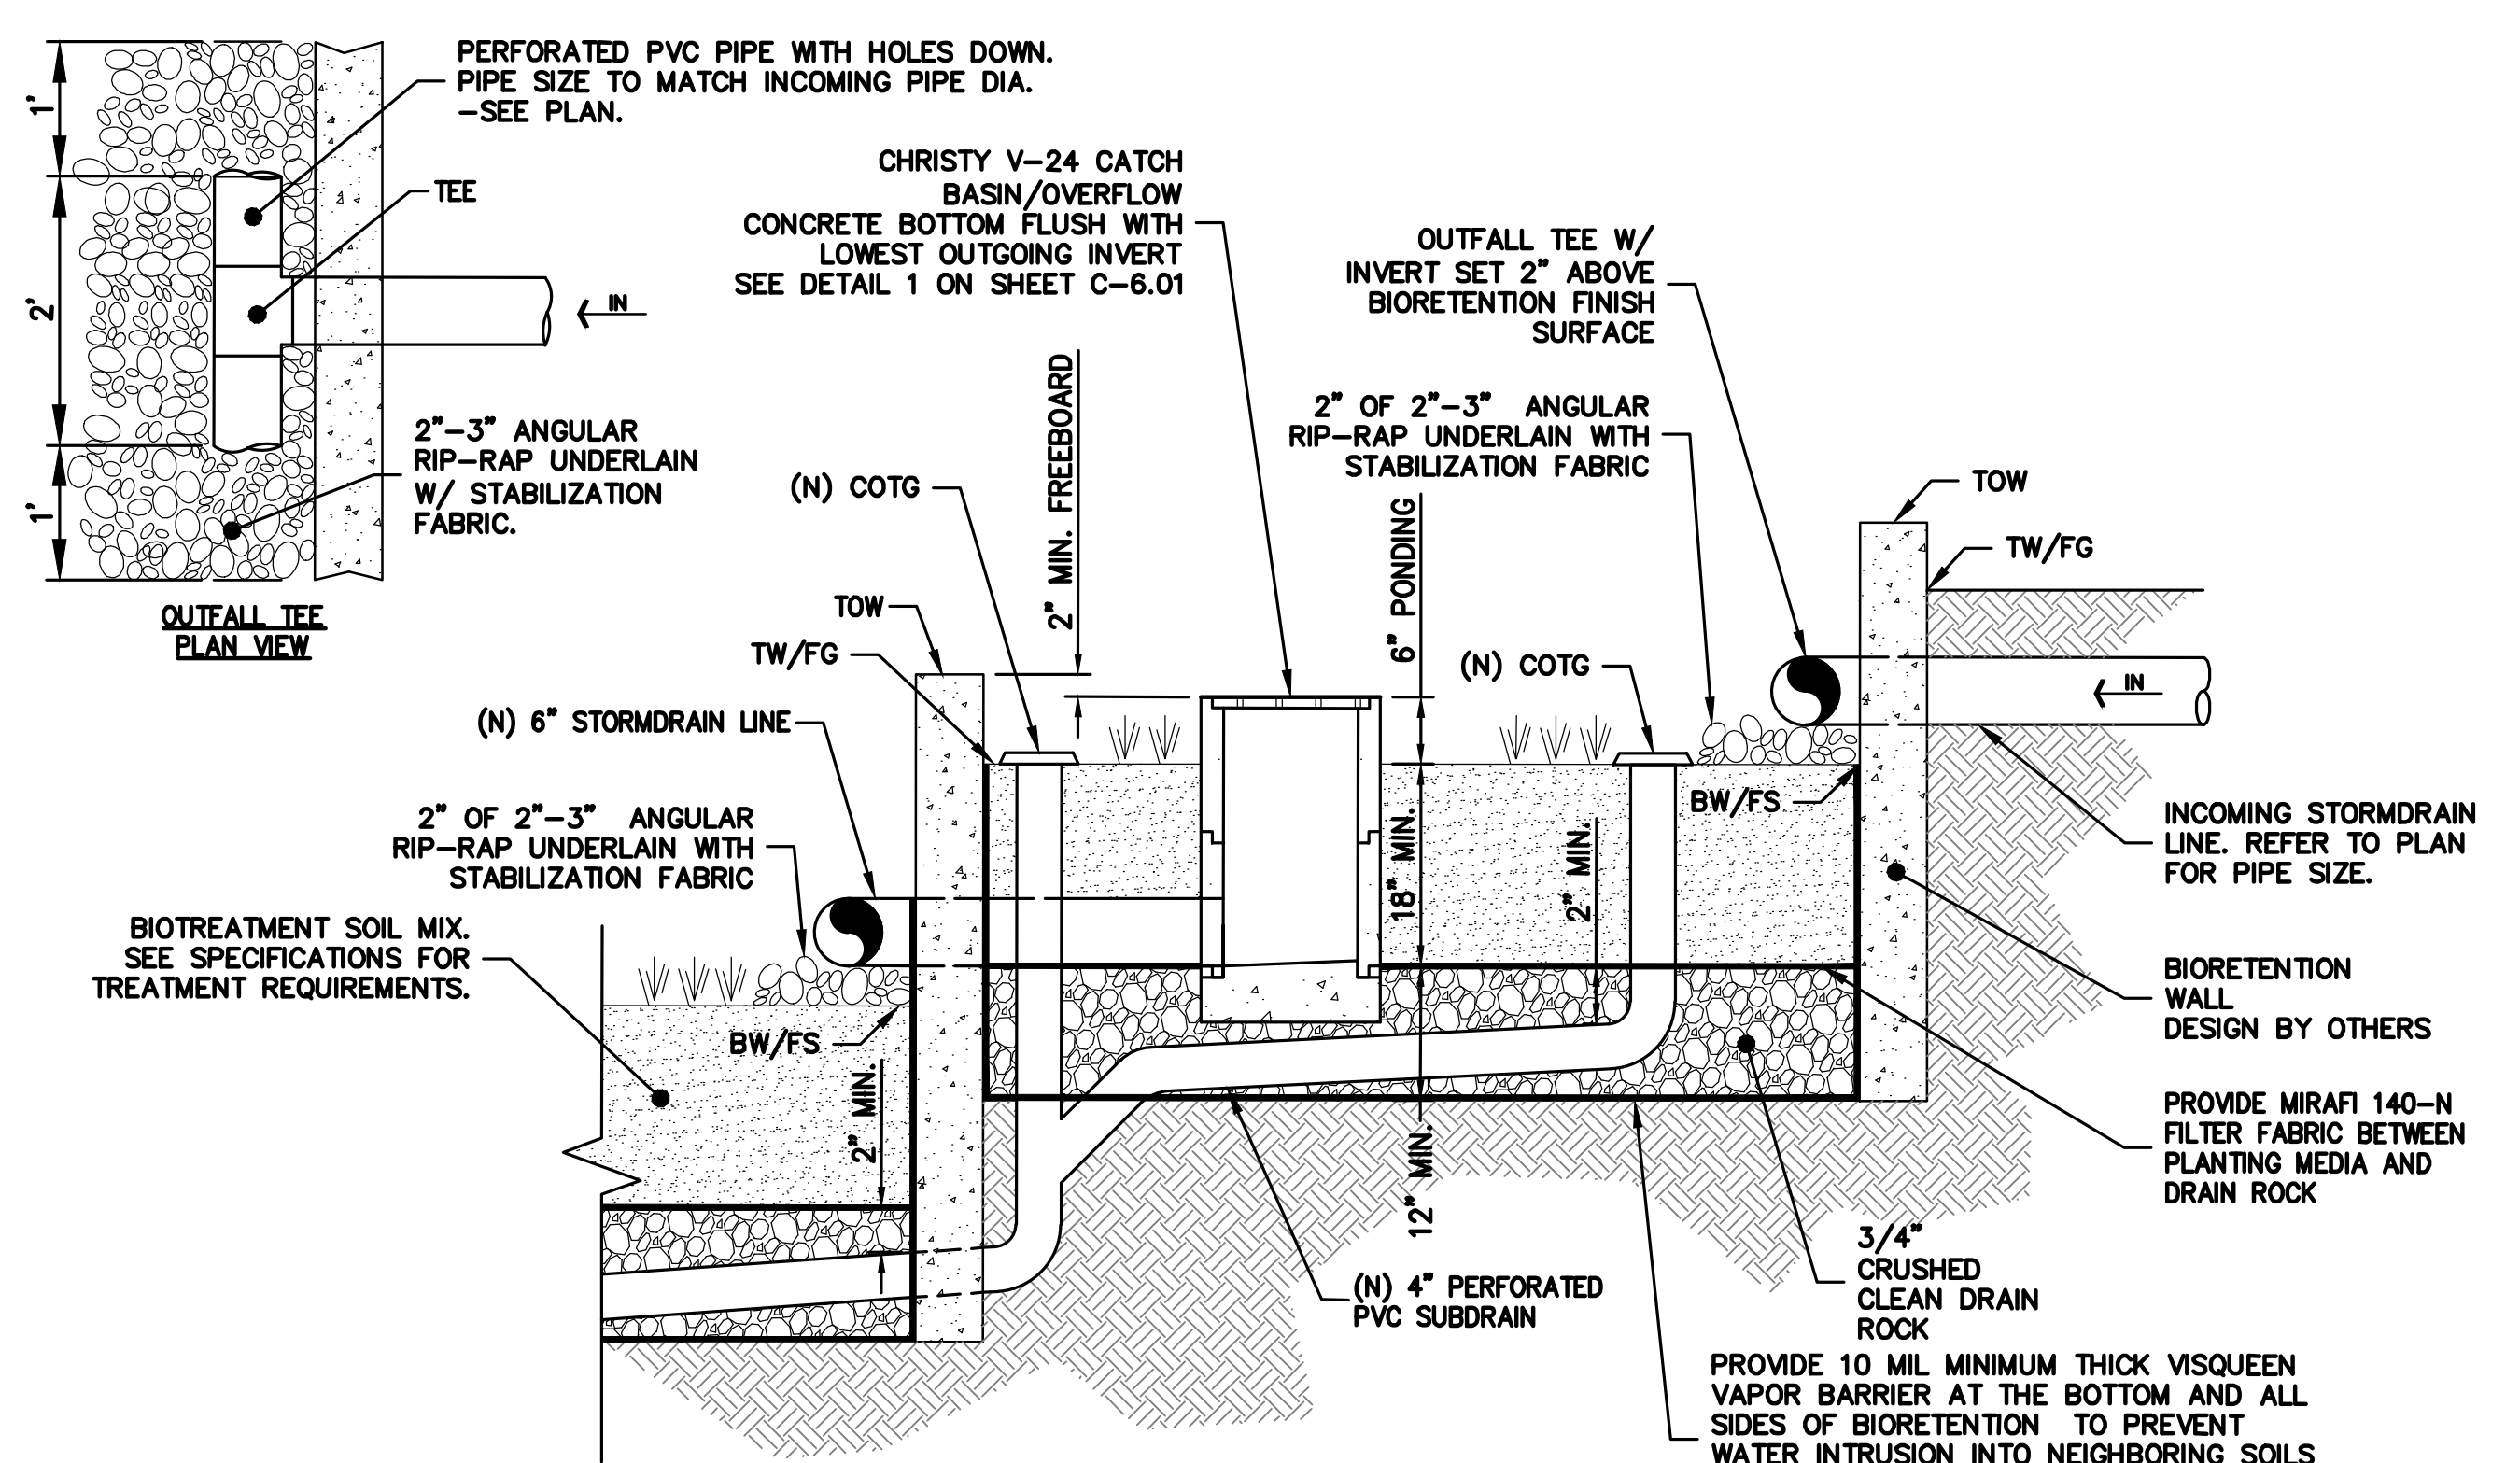 PERFORATED PVC PIPE WITH HOLES DOWN.
PIPE SIZE TO MATCH INCOMING PIPE DIA.
-SEE PLAN.
1'
TEE
2'
IN
2"-3" ANGULAR
RIP-RAP UNDERLAIN
W/ STABILIZATION
FABRIC.
1'
OUTFALL TEE
PLAN VIEW
CHRISTY V-24 CATCH
BASIN/OVERFLOW
CONCRETE BOTTOM FLUSH WITH
LOWEST OUTGOING INVERT
SEE DETAIL 1 ON SHEET C-6.01
OUTFALL TEE W/
INVERT SET 2" ABOVE
BIORETENTION FINISH
SURFACE
2" OF 2"-3" ANGULAR
RIP-RAP UNDERLAIN WITH
STABILIZATION FABRIC
2" MIN. FREEBOARD
6" PONDING
(N) COTG
TOW
TW/FG
TOW
TW/FG
(N) COTG
IN
(N) 6" STORMDRAIN LINE
2" OF 2"-3" ANGULAR
RIP-RAP UNDERLAIN WITH
STABILIZATION FABRIC
BIOTREATMENT SOIL MIX.
SEE SPECIFICATIONS FOR
TREATMENT REQUIREMENTS.
BW/FS
18" MIN.
2" MIN.
BW/FS
2" MIN.
12" MIN.
INCOMING STORMDRAIN
LINE. REFER TO PLAN
FOR PIPE SIZE.
BIORETENTION
WALL
DESIGN BY OTHERS
PROVIDE MIRAFI 140-N
FILTER FABRIC BETWEEN
PLANTING MEDIA AND
DRAIN ROCK
3/4"
CRUSHED
CLEAN DRAIN
ROCK
(N) 4" PERFORATED
PVC SUBDRAIN
PROVIDE 10 MIL MINIMUM THICK VISQUEEN
VAPOR BARRIER AT THE BOTTOM AND ALL
SIDES OF BIORETENTION TO PREVENT
WATER INTRUSION INTO NEIGHBORING SOILS